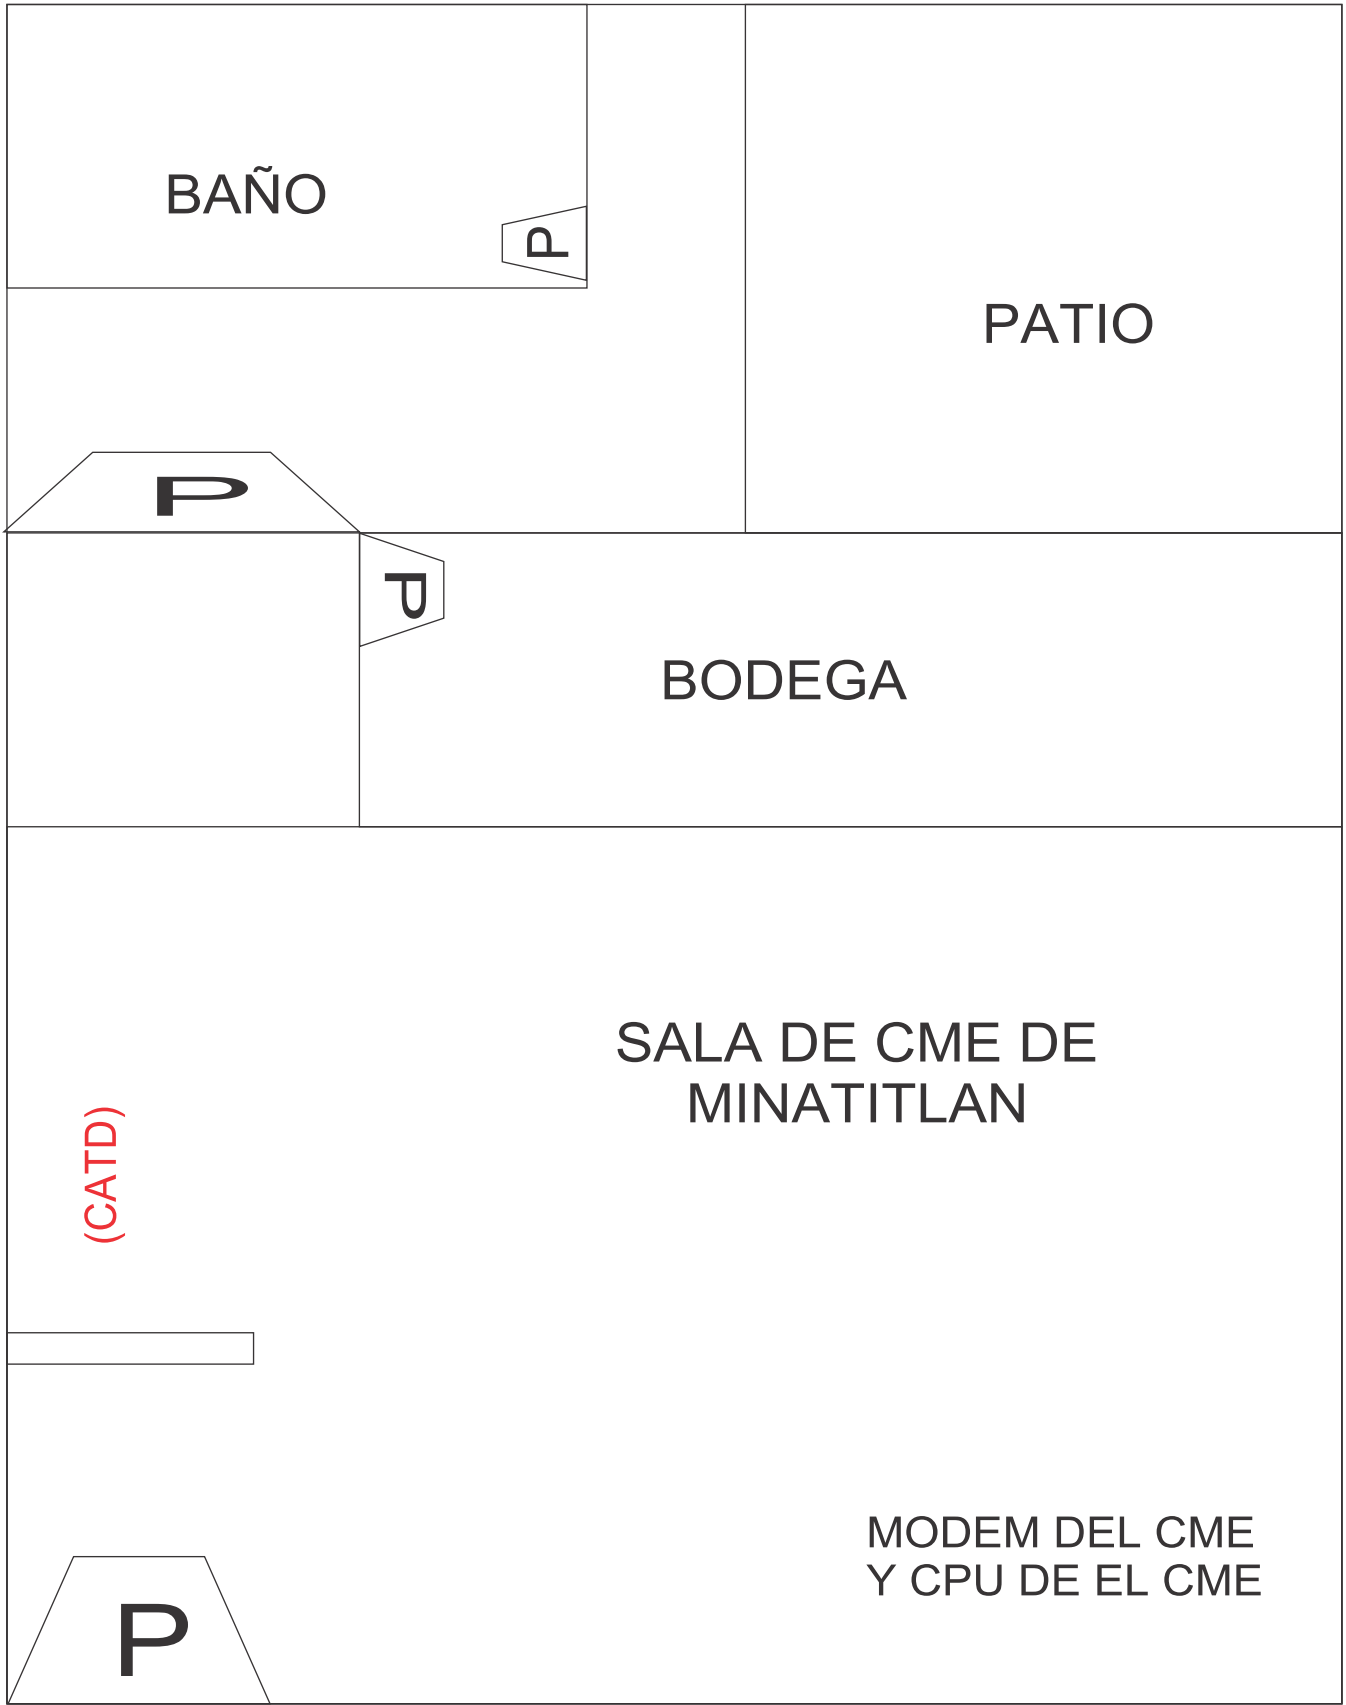 BAÑO
P
PATIO
P
P
BODEGA
SALA DE CME DE
MINATITLAN
(CATD)
MODEM DEL CME
Y CPU DE EL CME
P